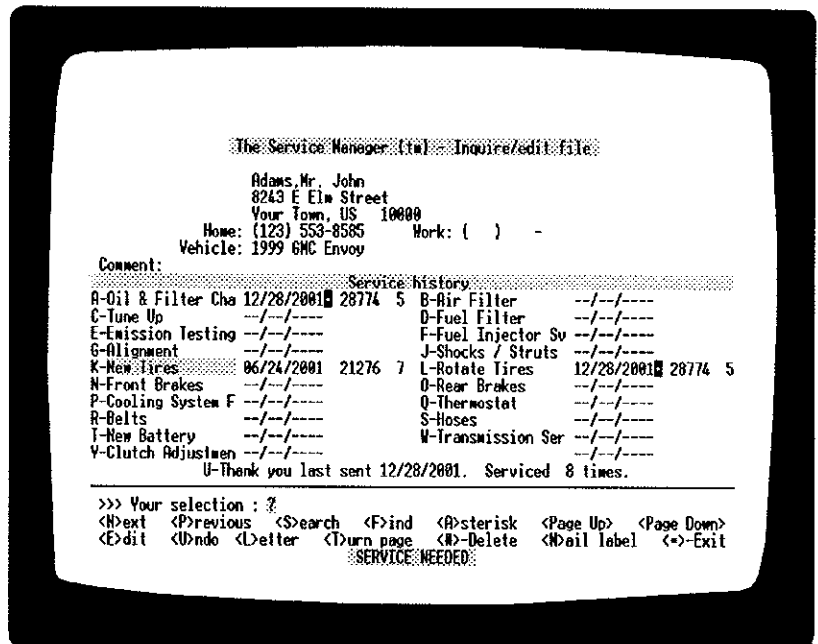 The Service Manager (tm) - Inquire/edit file
Adams,Mr. John
8243 E Elm Street
Your Town, US 10000
Home: (123) 553-8585 Work: ( ) -
Vehicle: 1999 GMC Envoy
Comment:
Service history
A-Oil & Filter Cha 12/28/2001 28774 5 B-Air Filter --/--/----
C-Tune Up --/--/---- D-Fuel Filter --/--/----
E-Emission Testing --/--/---- F-Fuel Injector Sv --/--/----
G-Alignment --/--/---- J-Shocks / Struts --/--/----
K-New Tires 06/24/2001 21276 7 L-Rotate Tires 12/28/2001 28774 5
N-Front Brakes --/--/---- O-Rear Brakes --/--/----
P-Cooling System F --/--/---- Q-Thermostat --/--/----
R-Belts --/--/---- S-Hoses --/--/----
T-New Battery --/--/---- W-Transmission Ser --/--/----
Y-Clutch Adjustmen --/--/---- --/--/----
U-Thank you last sent 12/28/2001. Serviced 8 times.
>>> Your selection : ?
<N>ext <P>revious <S>earch <F>ind <A>sterisk <Page Up> <Page Down>
<E>dit <U>ndo <L>etter <T>urn page <#>-Delete <M>ail label <=>-Exit
SERVICE NEEDED